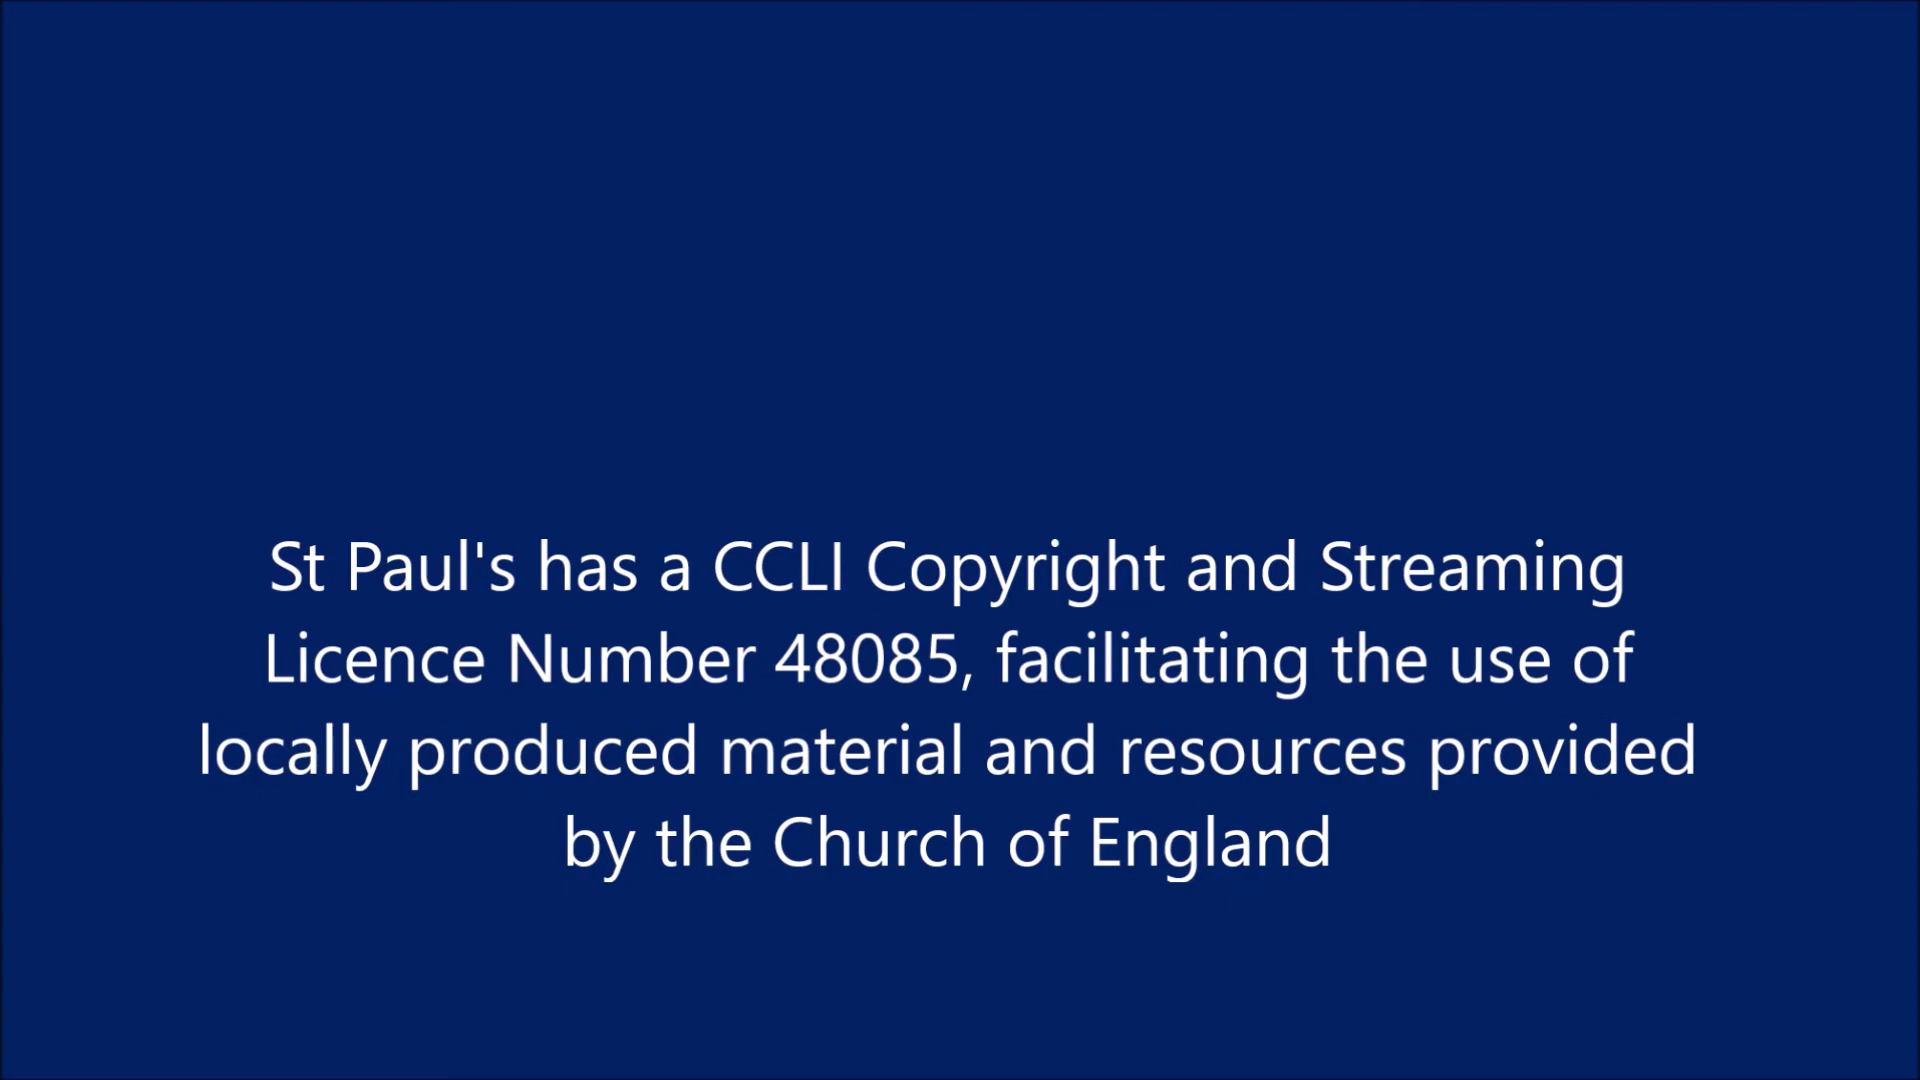 St Paul's has a CCLI Copyright and Streaming
Licence Number 48085, facilitating the use of
locally produced material and resources provided
by the Church of England